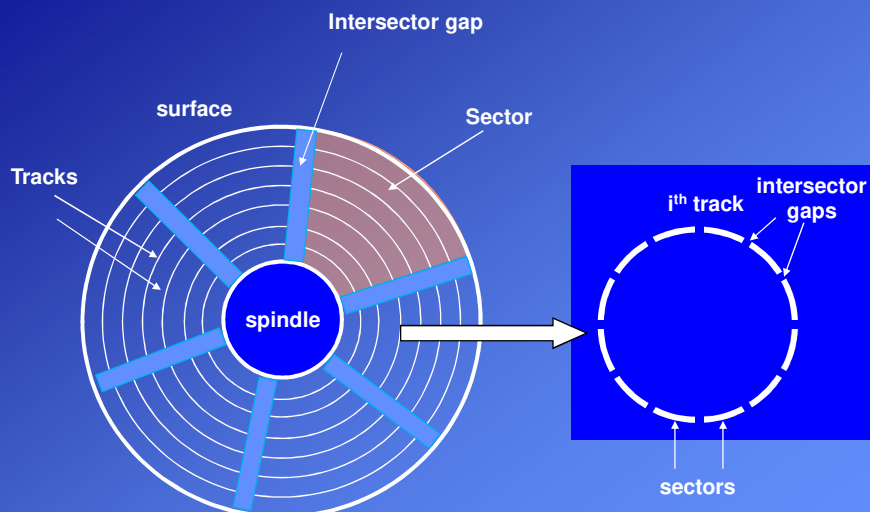 Intersector gap
surface
Sector
Tracks
spindle
iᵗʰ track
intersector
gaps
sectors